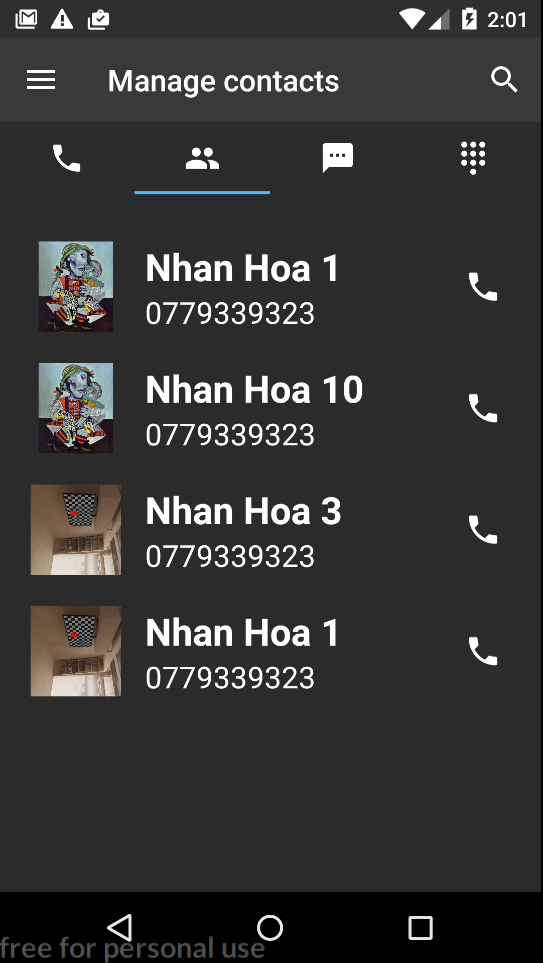 2:01
Manage contacts
Nhan Hoa 1
0779339323
Nhan Hoa 10
0779339323
Nhan Hoa 3
0779339323
Nhan Hoa 1
0779339323
free for personal use